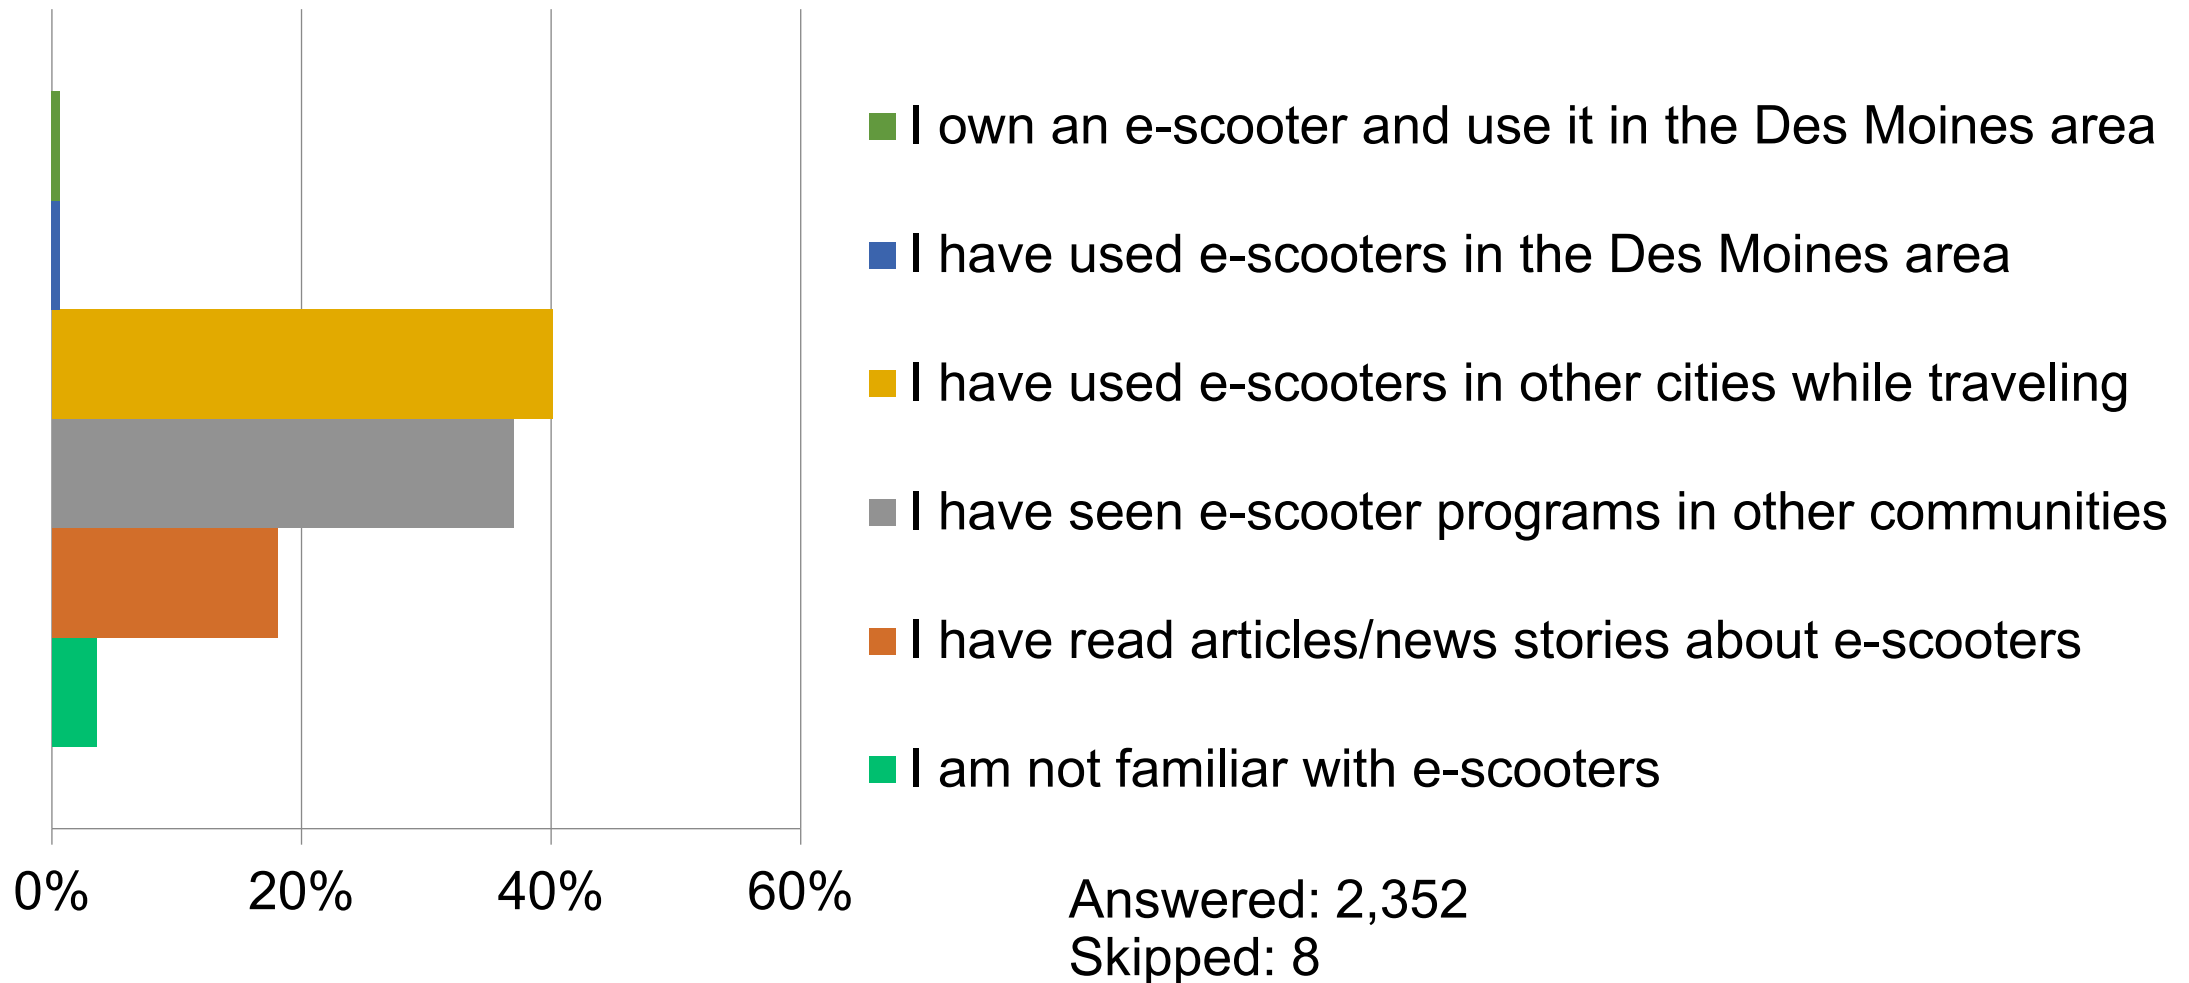 I own an e-scooter and use it in the Des Moines area
I have used e-scooters in the Des Moines area
I have used e-scooters in other cities while traveling
I have seen e-scooter programs in other communities
I have read articles/news stories about e-scooters
I am not familiar with e-scooters
0% 20% 40% 60%
Answered: 2,352
Skipped: 8